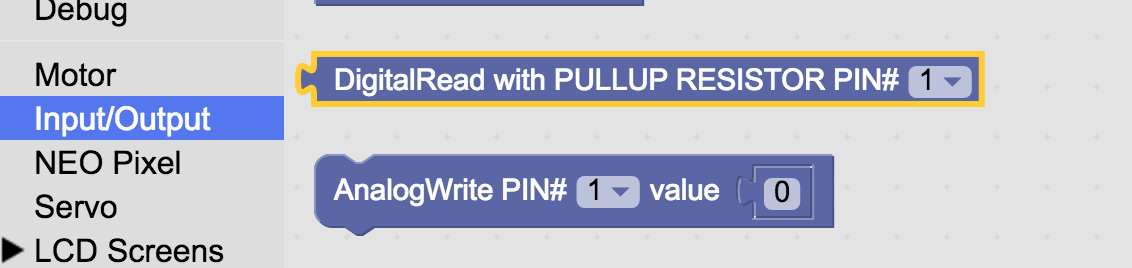 Debug
Motor
Input/Output
NEO Pixel
Servo
LCD Screens
DigitalRead with PULLUP RESISTOR PIN# 1
AnalogWrite PIN# 1 value 0